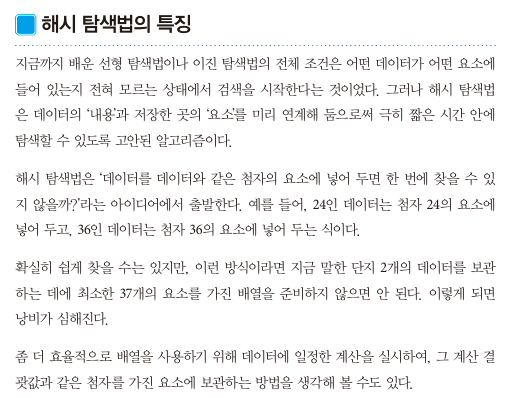 해시 탐색법의 특징
지금까지 배운 선형 탐색법이나 이진 탐색법의 전체 조건은 어떤 데이터가 어떤 요소에
들어 있는지 전혀 모르는 상태에서 검색을 시작한다는 것이었다. 그러나 해시 탐색법
은 데이터의 ‘내용’과 저장한 곳의 ‘요소’를 미리 연계해 둠으로써 극히 짧은 시간 안에
탐색할 수 있도록 고안된 알고리즘이다.
해시 탐색법은 ‘데이터를 데이터와 같은 첨자의 요소에 넣어 두면 한 번에 찾을 수 있
지 않을까?’라는 아이디어에서 출발한다. 예를 들어, 24인 데이터는 첨자 24의 요소에
넣어 두고, 36인 데이터는 첨자 36의 요소에 넣어 두는 식이다.
확실히 쉽게 찾을 수는 있지만, 이런 방식이라면 지금 말한 단지 2개의 데이터를 보관
하는 데에 최소한 37개의 요소를 가진 배열을 준비하지 않으면 안 된다. 이렇게 되면
낭비가 심해진다.
좀 더 효율적으로 배열을 사용하기 위해 데이터에 일정한 계산을 실시하여, 그 계산 결
괏값과 같은 첨자를 가진 요소에 보관하는 방법을 생각해 볼 수도 있다.